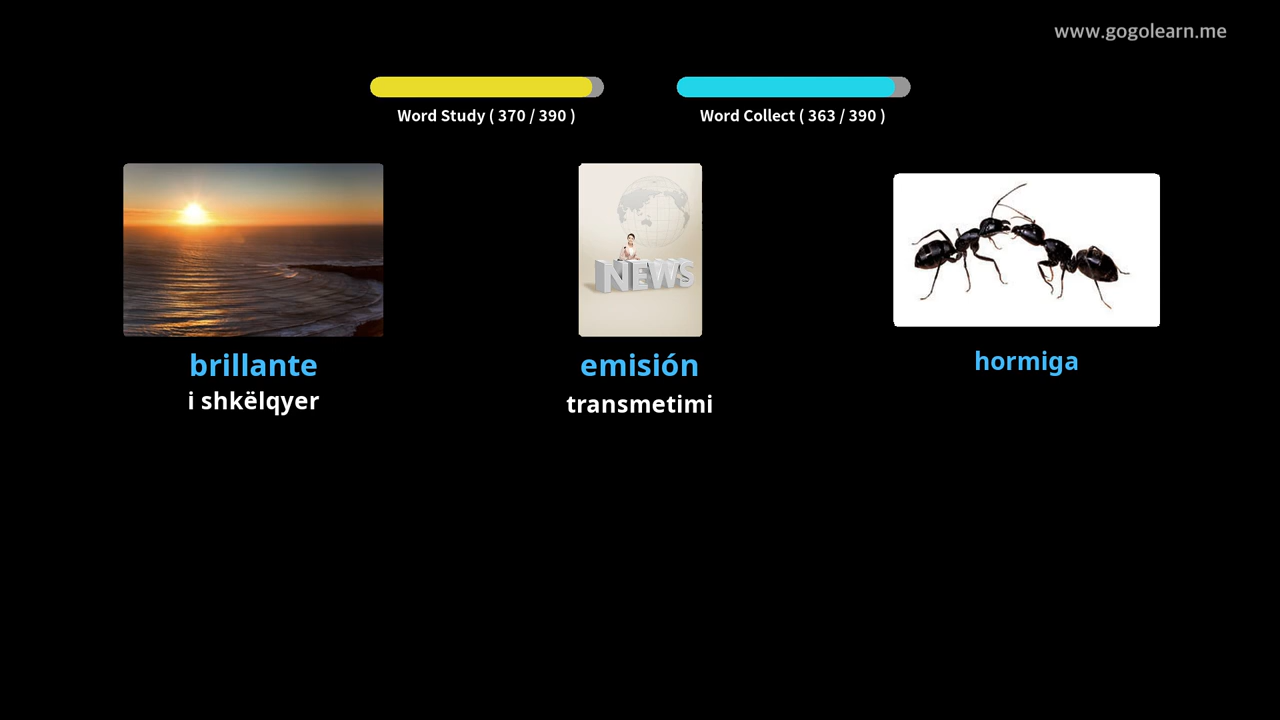 www.gogolearn.me
Word Study ( 370 / 390 )
Word Collect ( 363 / 390 )
NEWS
brillante
i shkëlqyer
emisión
transmetimi
hormiga